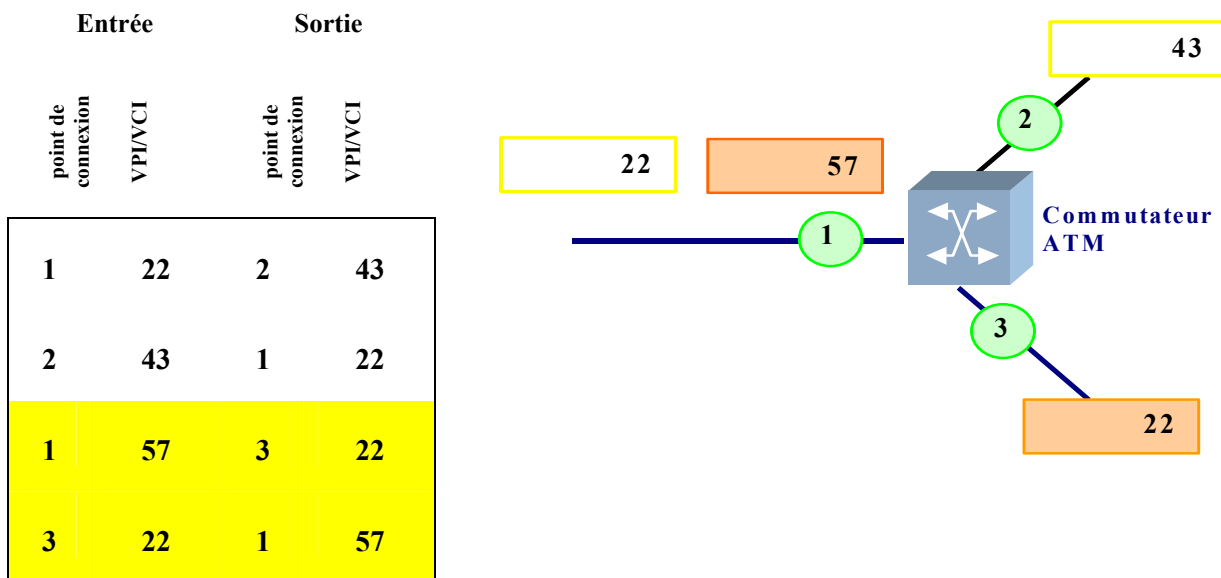 Entrée Sortie
point de
connexion
VPI/VCI
point de
connexion
VPI/VCI
1 22 2 43
2 43 1 22
1 57 3 22
3 22 1 57
43
2
22
57
1
Commutateur
ATM
3
22